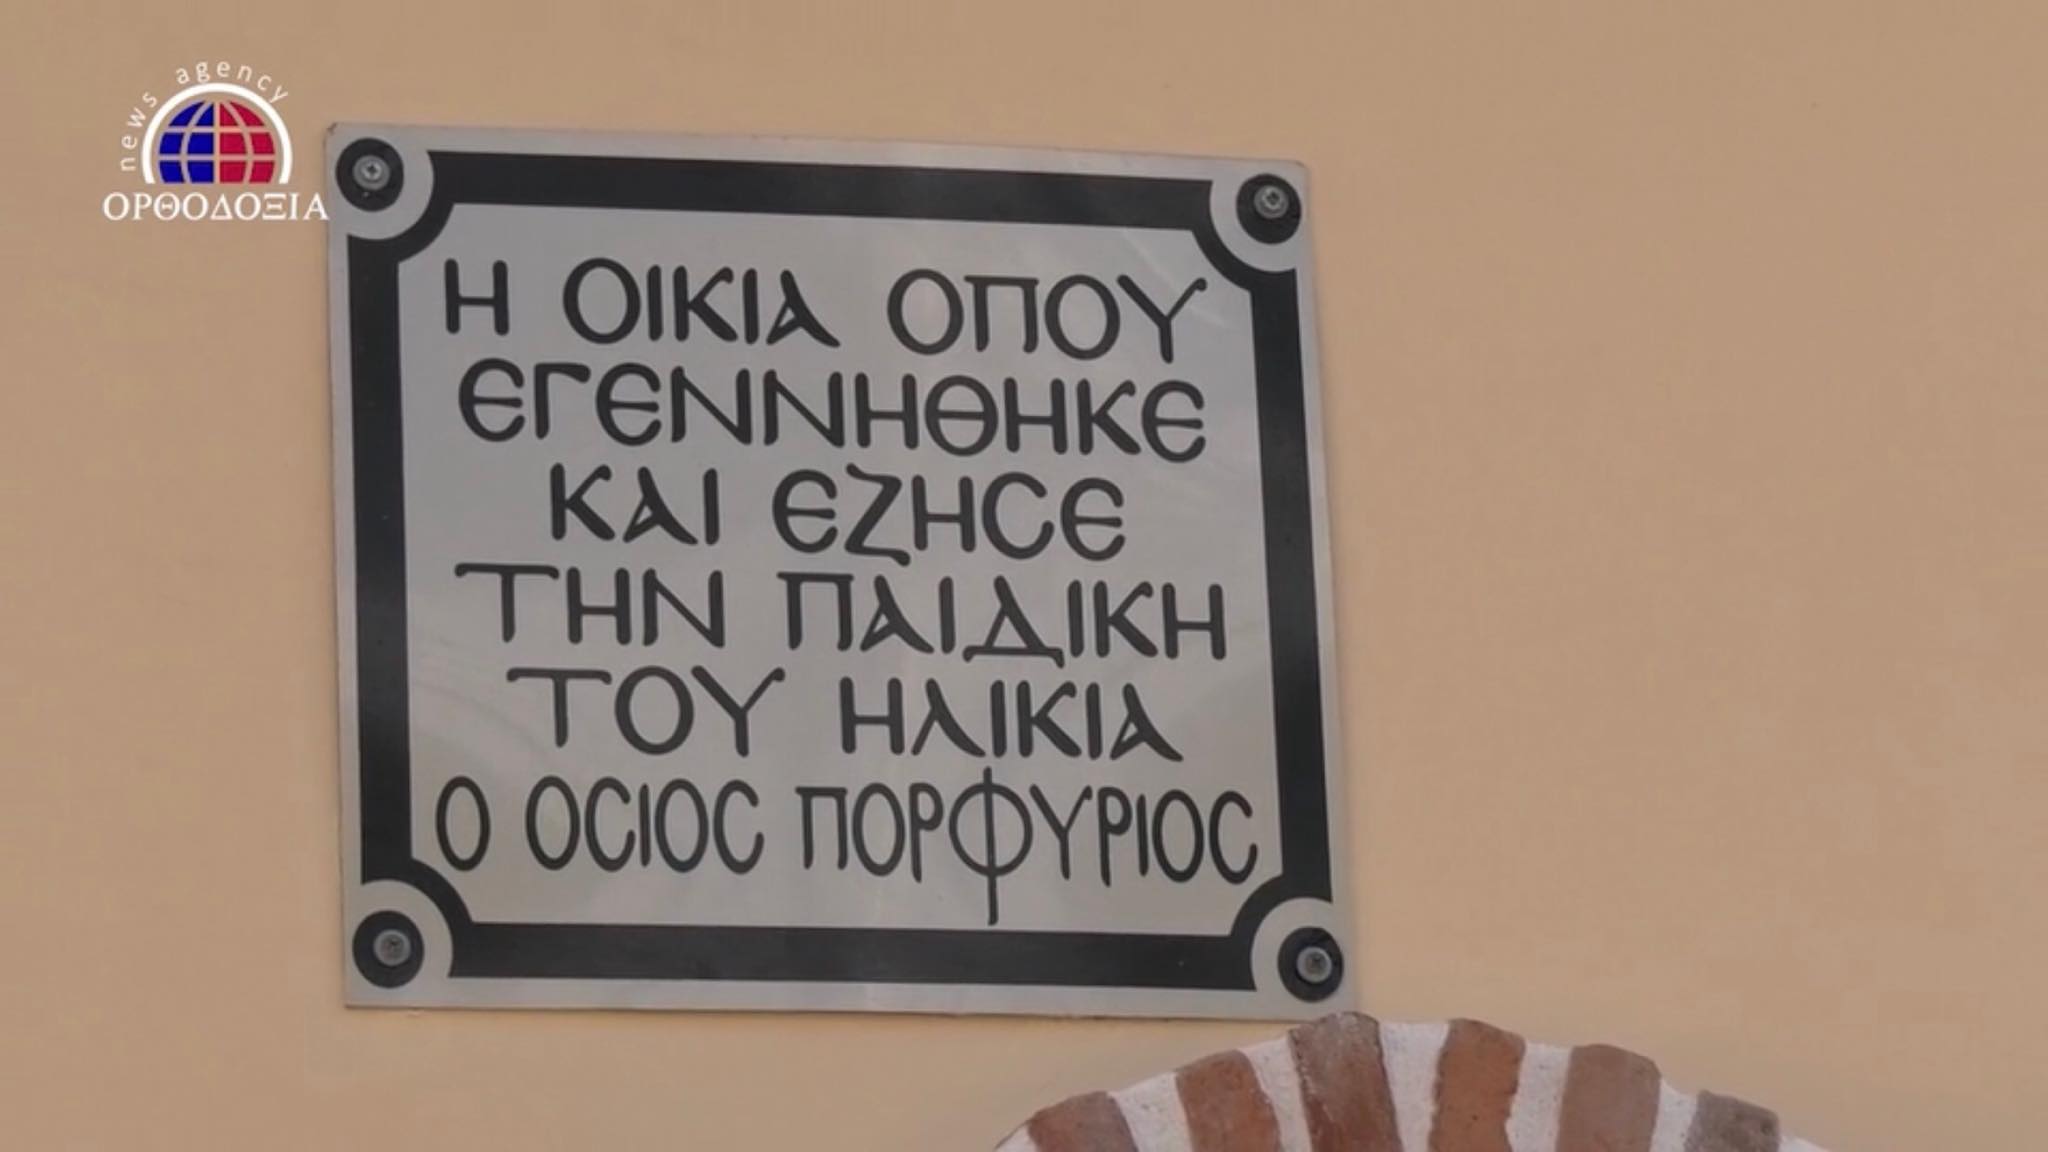 news agency
ΟΡΘΟΔΟΞΙΑ
Η ΟΙΚΙΑ ΟΠΟΥ
ΕΓΕΝΝΗΘΗΚΕ
ΚΑΙ ΕΖΗϹΕ
ΤΗΝ ΠΑΙΔΙΚΗ
ΤΟΥ ΗΛΙΚΙΑ
Ο ΟϹΙΟϹ ΠΟΡΦΥΡΙΟϹ